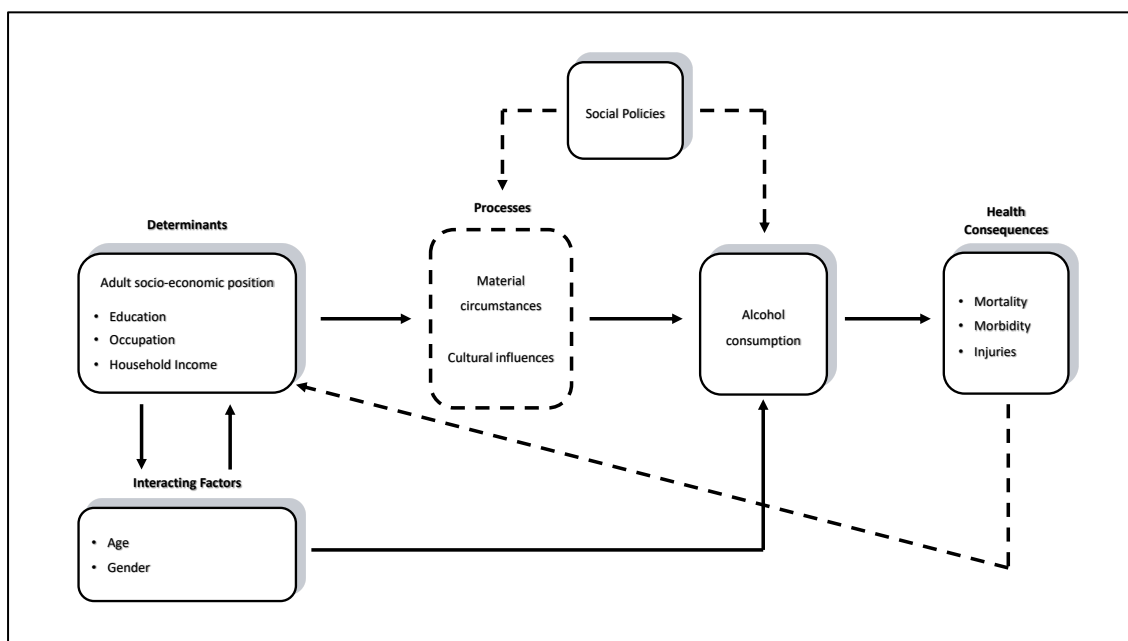 Social Policies
Processes
Determinants
Health
Consequences
Adult socio-economic position
• Education
• Occupation
• Household Income
Material
circumstances
Cultural influences
Alcohol
consumption
• Mortality
• Morbidity
• Injuries
Interacting Factors
• Age
• Gender